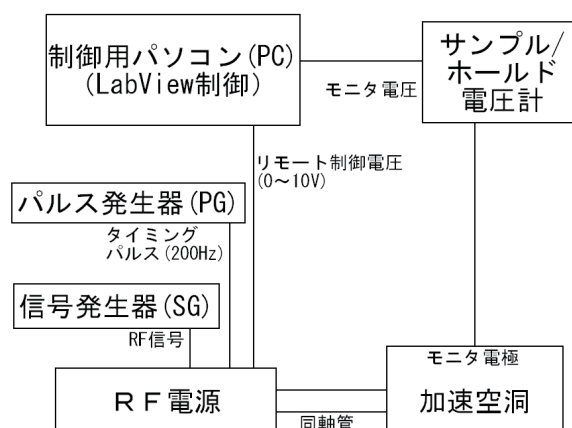 制御用パソコン(PC)
(LabView制御)
サンプル/
ホールド
電圧計
モニタ電圧
リモート制御電圧
(0～10V)
パルス発生器(PG)
タイミング
パルス(200Hz)
信号発生器(SG)
RF信号
モニタ電極
ＲＦ電源
加速空洞
同軸管